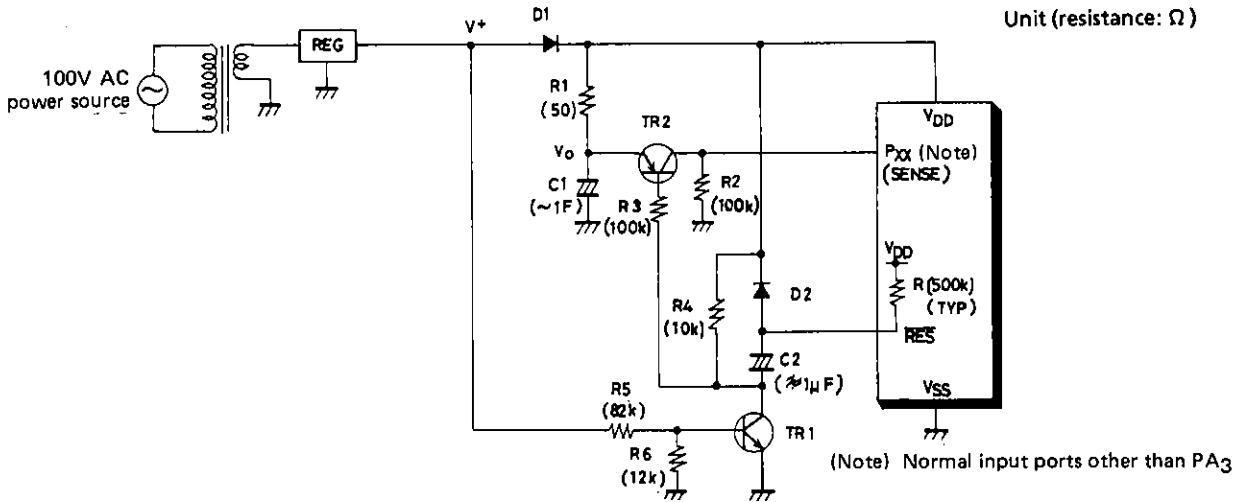 Unit (resistance: Ω)
V+
D1
REG
100V AC
power source
R1
(50)
TR2
VDD
Vo
PXX (Note)
(SENSE)
C1
(~1F)
R2
(100k)
R3
(100k)
VDD
R (500k)
(TYP)
D2
R4
(10k)
RES
C2
(≈1μF)
R5
(82k)
VSS
TR1
R6
(12k)
(Note) Normal input ports other than PA3